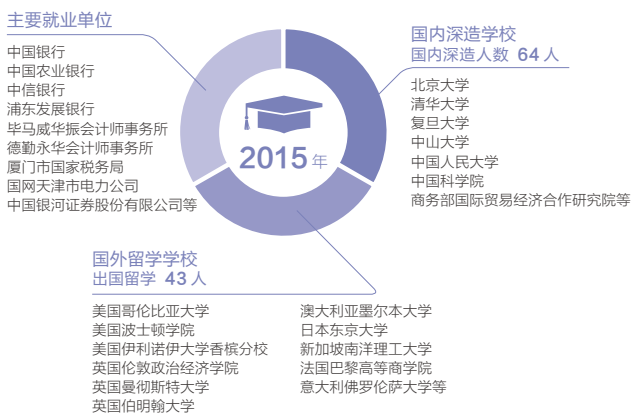 主要就业单位
中国银行
中国农业银行
中信银行
浦东发展银行
毕马威华振会计师事务所
德勤永华会计师事务所
厦门市国家税务局
国网天津市电力公司
中国银河证券股份有限公司等
2015年
国内深造学校
国内深造人数 64人
北京大学
清华大学
复旦大学
中山大学
中国人民大学
中国科学院
商务部国际贸易经济合作研究院等
国外留学学校
出国留学 43人
美国哥伦比亚大学
美国波士顿学院
美国伊利诺伊大学香槟分校
英国伦敦政治经济学院
英国曼彻斯特大学
英国伯明翰大学
澳大利亚墨尔本大学
日本东京大学
新加坡南洋理工大学
法国巴黎高等商学院
意大利佛罗伦萨大学等